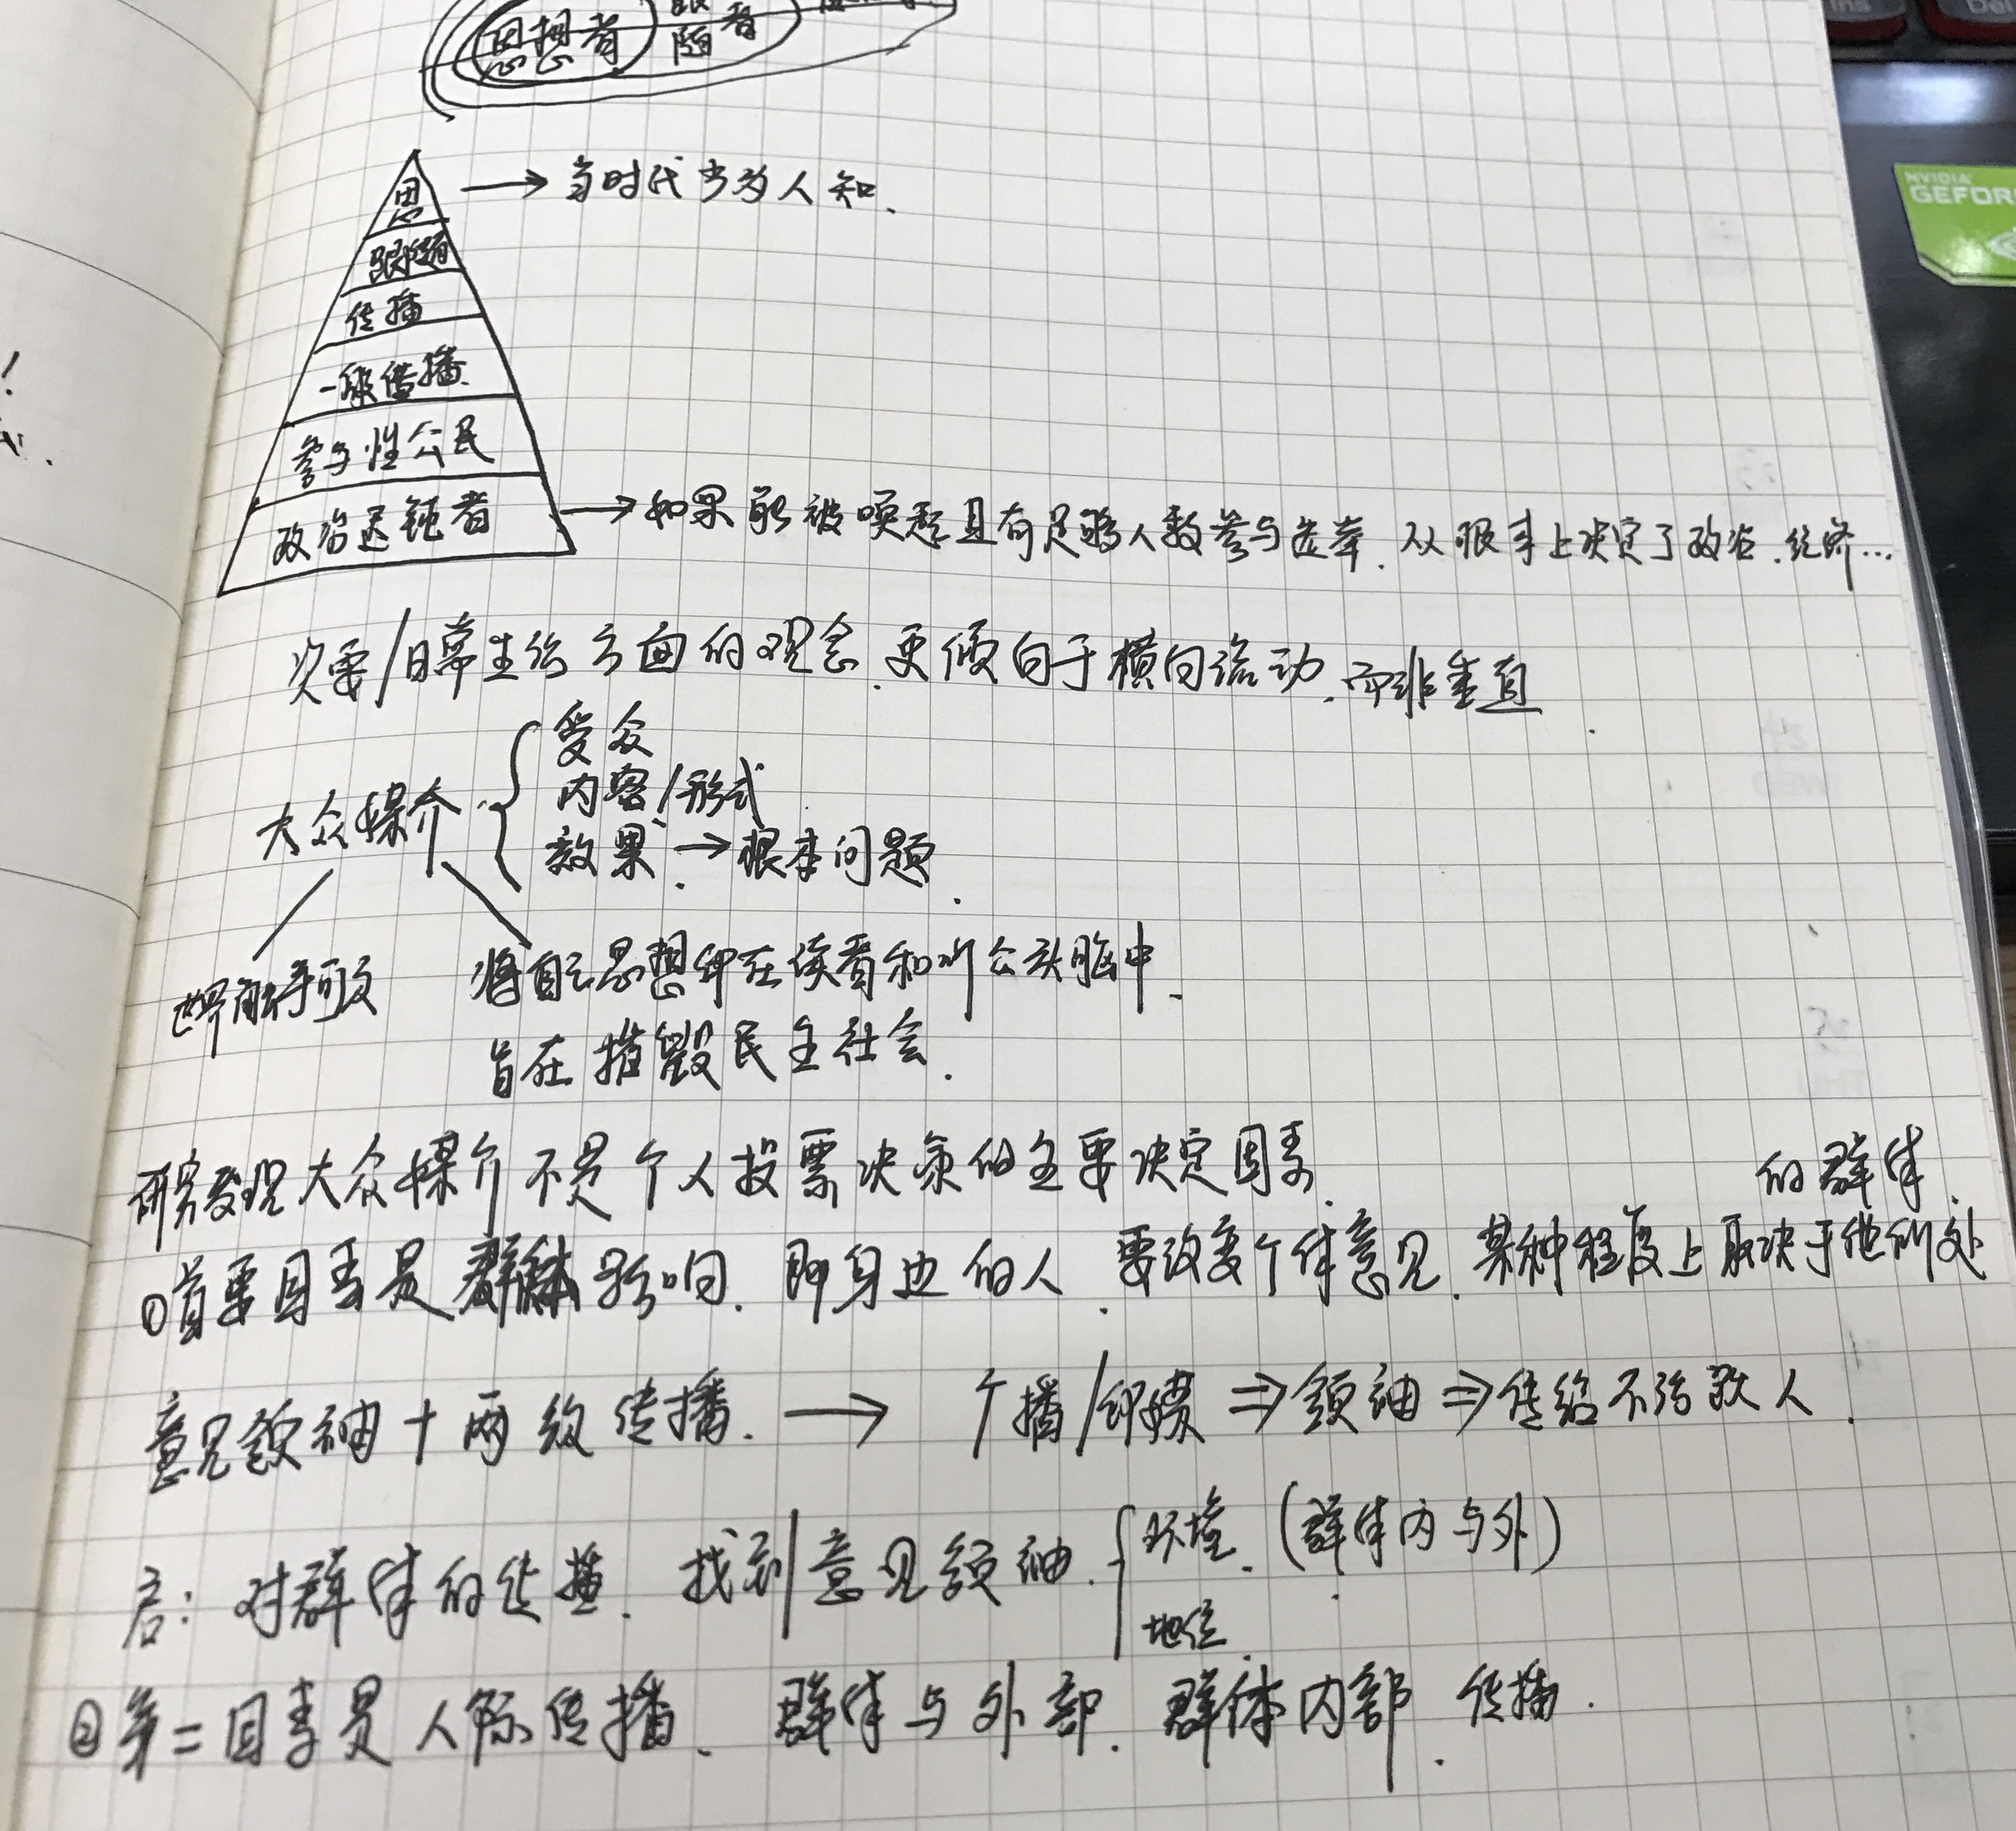 思想者 跟随者
思 → 当时代少为人知.
跟随者
传播
一般传播
参与性公民
政治迟钝者 → 如果能被唤起且有足够人数参与选举. 从根本上决定了政治.经济…
次要/日常生活方面的观念.更倾向于横向流动.而非垂直.
受众
大众媒介 { 内容/形式
效果. → 根本问题.
世界 将自己思想印在读者和听众头脑中.
旨在摧毁民主社会.
研究发现大众媒介不是个人投票决策的主要决定因素.
①首要因素是群体影响. 即身边的人. 要改变个体意见. 某种程度上取决于他所处的群体.
意见领袖+两级传播. → 广播/印刷 ⇒ 领袖 ⇒ 传给不活跃人.
启: 对群体的传播. 找到意见领袖. { 环境. (群体内与外).
地位.
②第二因素是人际传播、群体与外部. 群体内部. 传播.
NVIDIA
GEFOR
Ins
Del
WED
THU